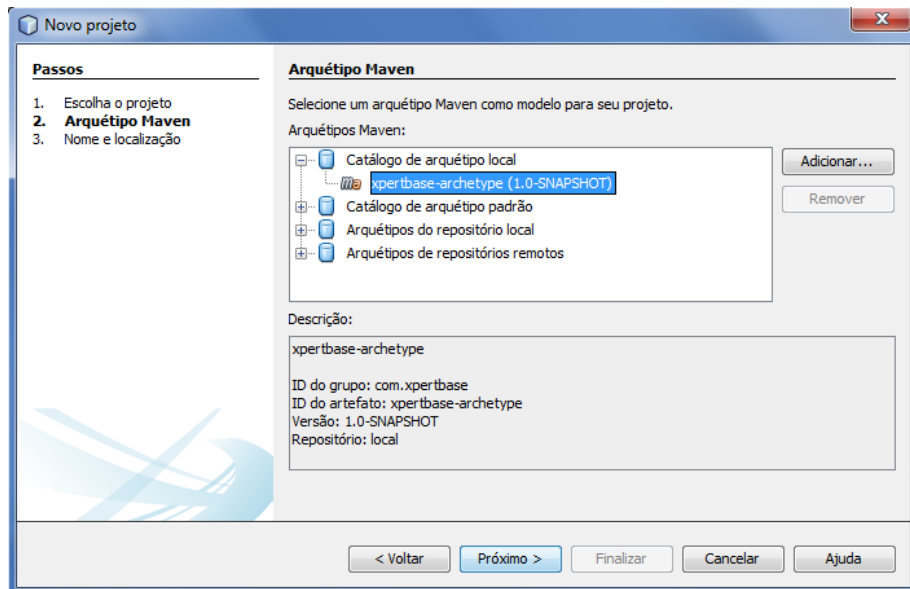 Novo projeto
Passos
1. Escolha o projeto
2. Arquétipo Maven
3. Nome e localização
Arquétipo Maven
Selecione um arquétipo Maven como modelo para seu projeto.
Arquétipos Maven:
Catálogo de arquétipo local
xpertbase-archetype (1.0-SNAPSHOT)
Catálogo de arquétipo padrão
Arquétipos do repositório local
Arquétipos de repositórios remotos
Adicionar...
Remover
Descrição:
xpertbase-archetype
ID do grupo: com.xpertbase
ID do artefato: xpertbase-archetype
Versão: 1.0-SNAPSHOT
Repositório: local
< Voltar
Próximo >
Finalizar
Cancelar
Ajuda